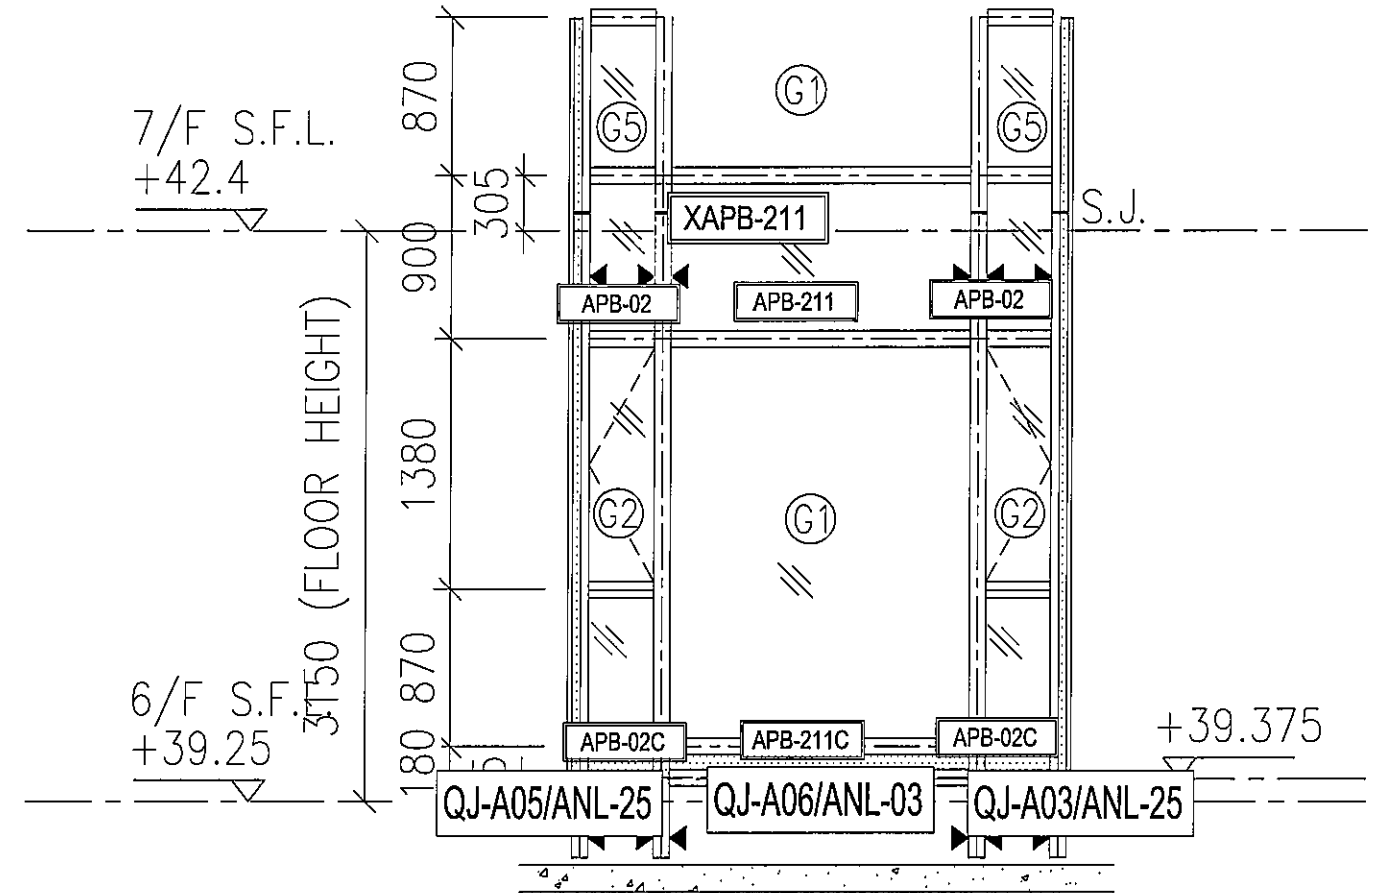 870
G1
G5
G5
7/F S.F.L.
+42.4
305
XAPB-211
S.J.
900
APB-02
APB-211
APB-02
3150 (FLOOR HEIGHT)
1380
G2
G1
G2
870
6/F S.F.
+39.25
+39.375
180
APB-02C
APB-211C
APB-02C
QJ-A05/ANL-25
QJ-A06/ANL-03
QJ-A03/ANL-25